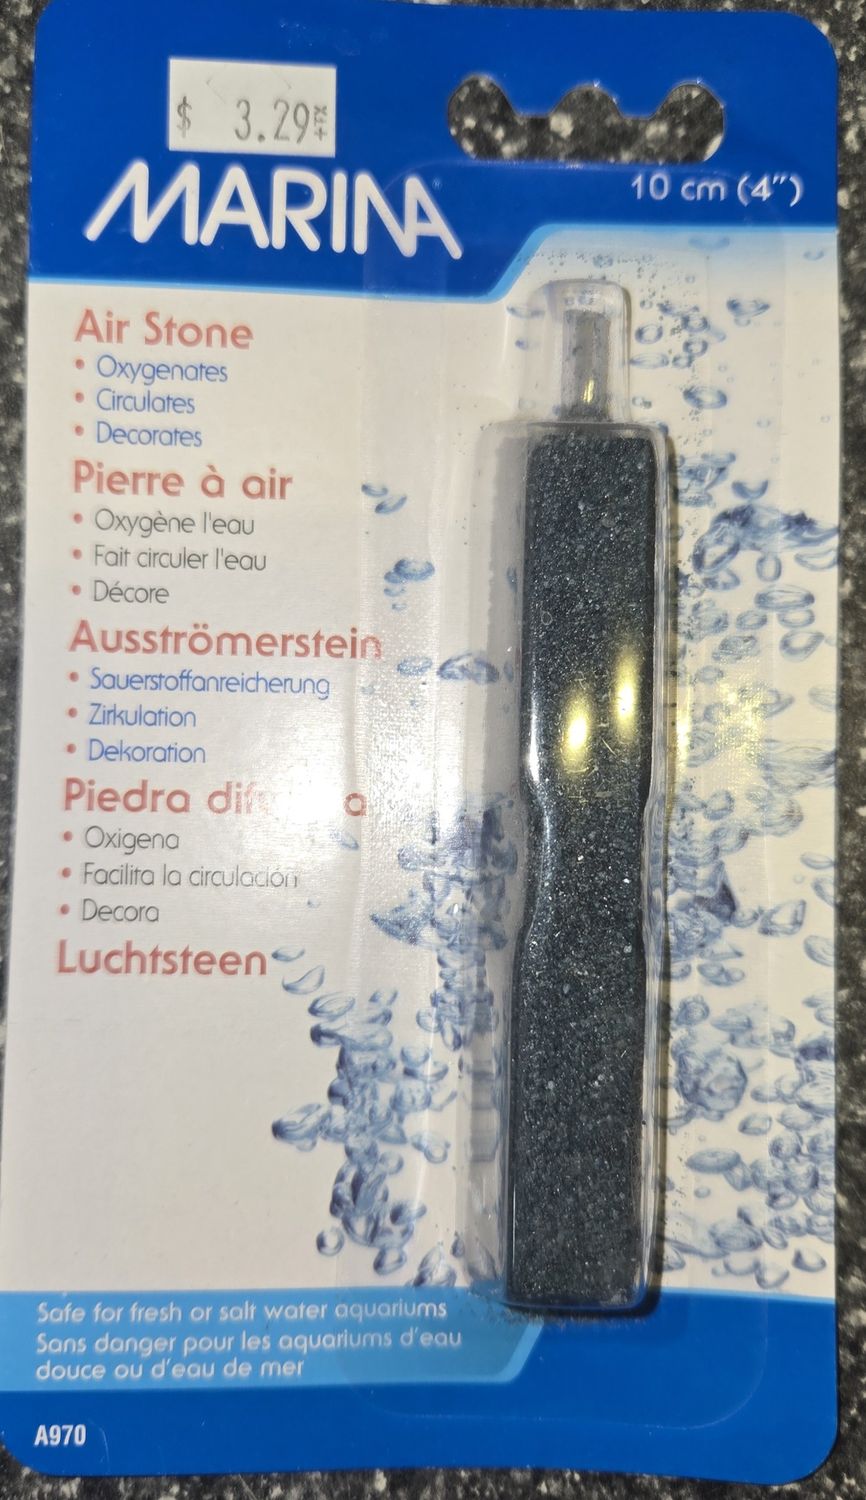 $ 3.29 +TX
MARINA
10 cm (4")
Air Stone
• Oxygenates
• Circulates
• Decorates
Pierre à air
• Oxygène l'eau
• Fait circuler l'eau
• Décore
Ausströmerstein
• Sauerstoffanreicherung
• Zirkulation
• Dekoration
Piedra
• Oxigena
• Facilita la circulación
• Decora
Luchtsteen
Safe for fresh or salt water aquariums
Sans danger pour les aquariums d'eau
douce ou d'eau de mer
A970